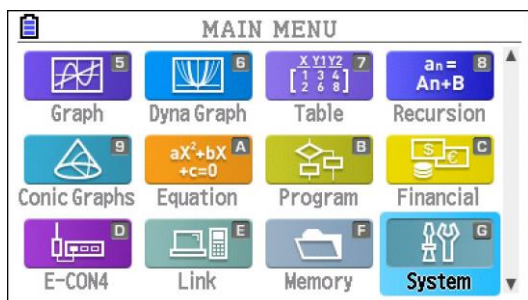 MAIN MENU
5 6 X Y1Y2 7 an= 8
1 3 4 An+B
2 6 8
Graph Dyna Graph Table Recursion
9 aX²+bX A B $ € C
+c=0
Conic Graphs Equation Program Financial
D E F G
E-CON4 Link Memory System